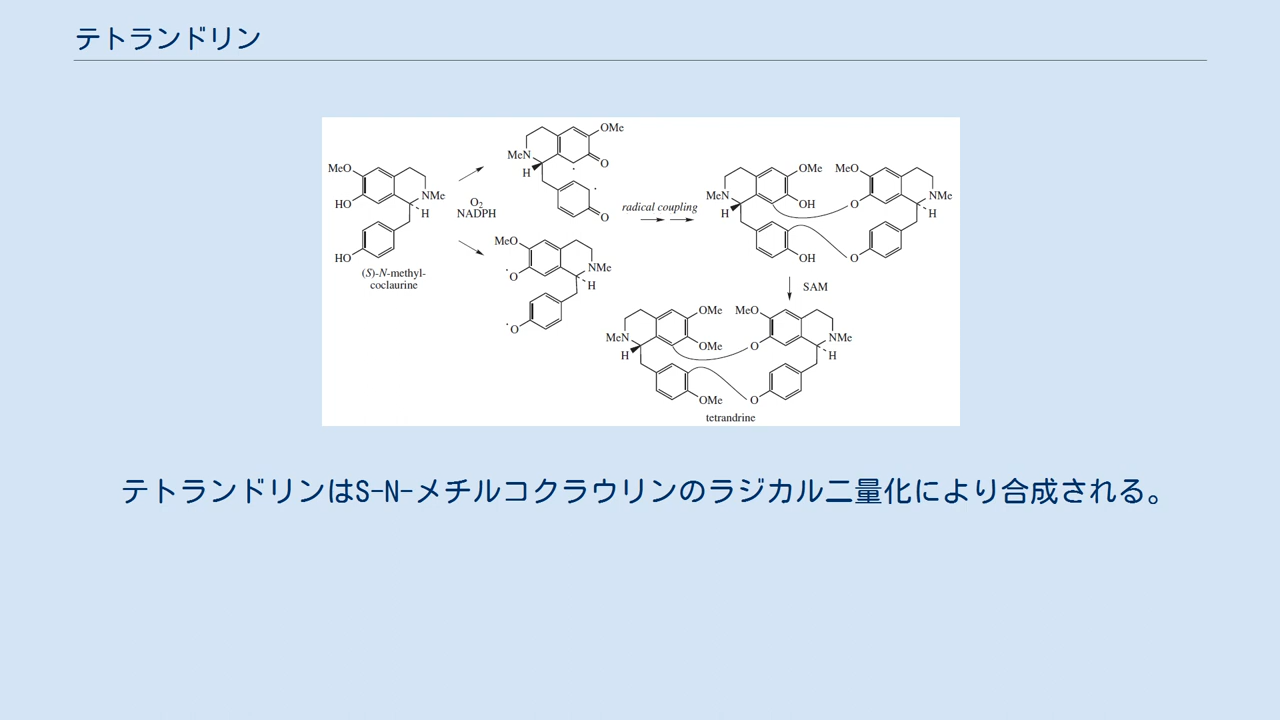 テトランドリン
MeO
HO
HO
NMe
H
(S)-N-methyl-
coclaurine
O2
NADPH
OMe
MeN
O
H
O
MeO
·O
NMe
H
·O
radical coupling
OMe
MeO
MeN
OH
O
NMe
H
H
OH
O
SAM
OMe
MeO
MeN
OMe
O
NMe
H
H
OMe
O
tetrandrine
テトランドリンはS-N-メチルコクラウリンのラジカル二量化により合成される。